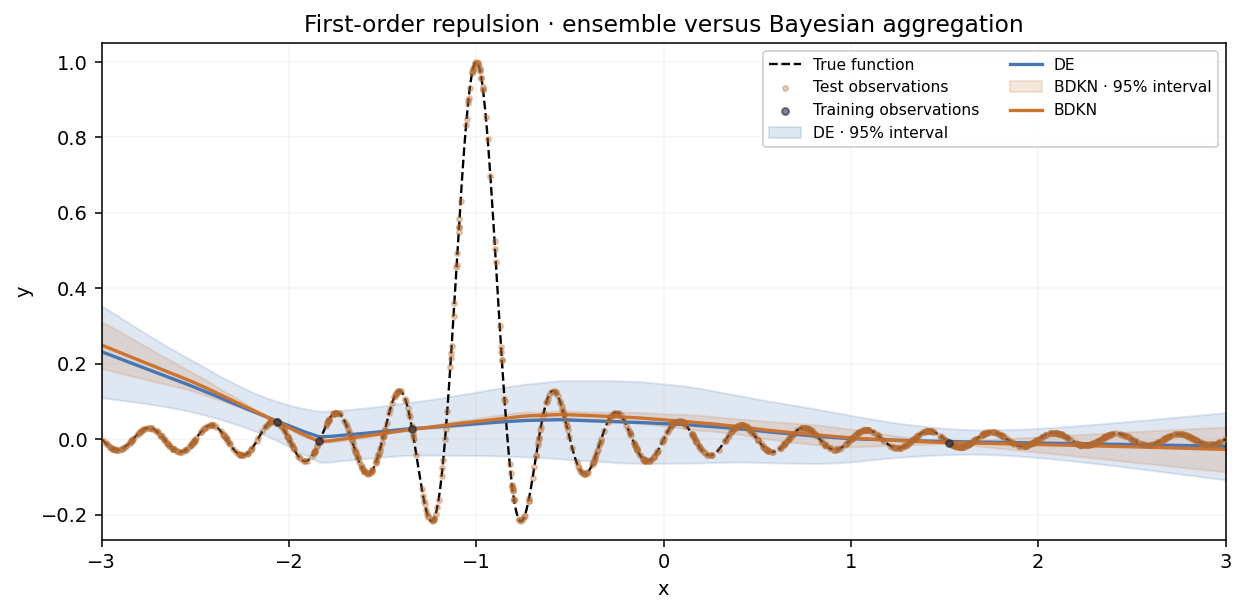 First-order repulsion · ensemble versus Bayesian aggregation
True function
Test observations
Training observations
DE · 95% interval
DE
BDKN · 95% interval
BDKN
y
1.0
0.8
0.6
0.4
0.2
0.0
−0.2
−3
−2
−1
0
1
2
3
x